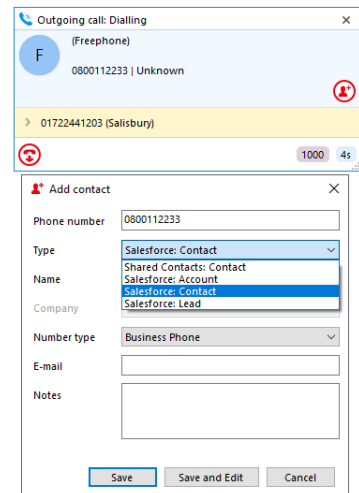 Outgoing call: Dialling
(Freephone)
F
0800112233 | Unknown
01722441203 (Salisbury)
1000 4s
Add contact
Phone number 0800112233
Type Salesforce: Contact
Shared Contacts: Contact
Name Salesforce: Account
Salesforce: Contact
Company Salesforce: Lead
Number type Business Phone
E-mail
Notes
Save Save and Edit Cancel